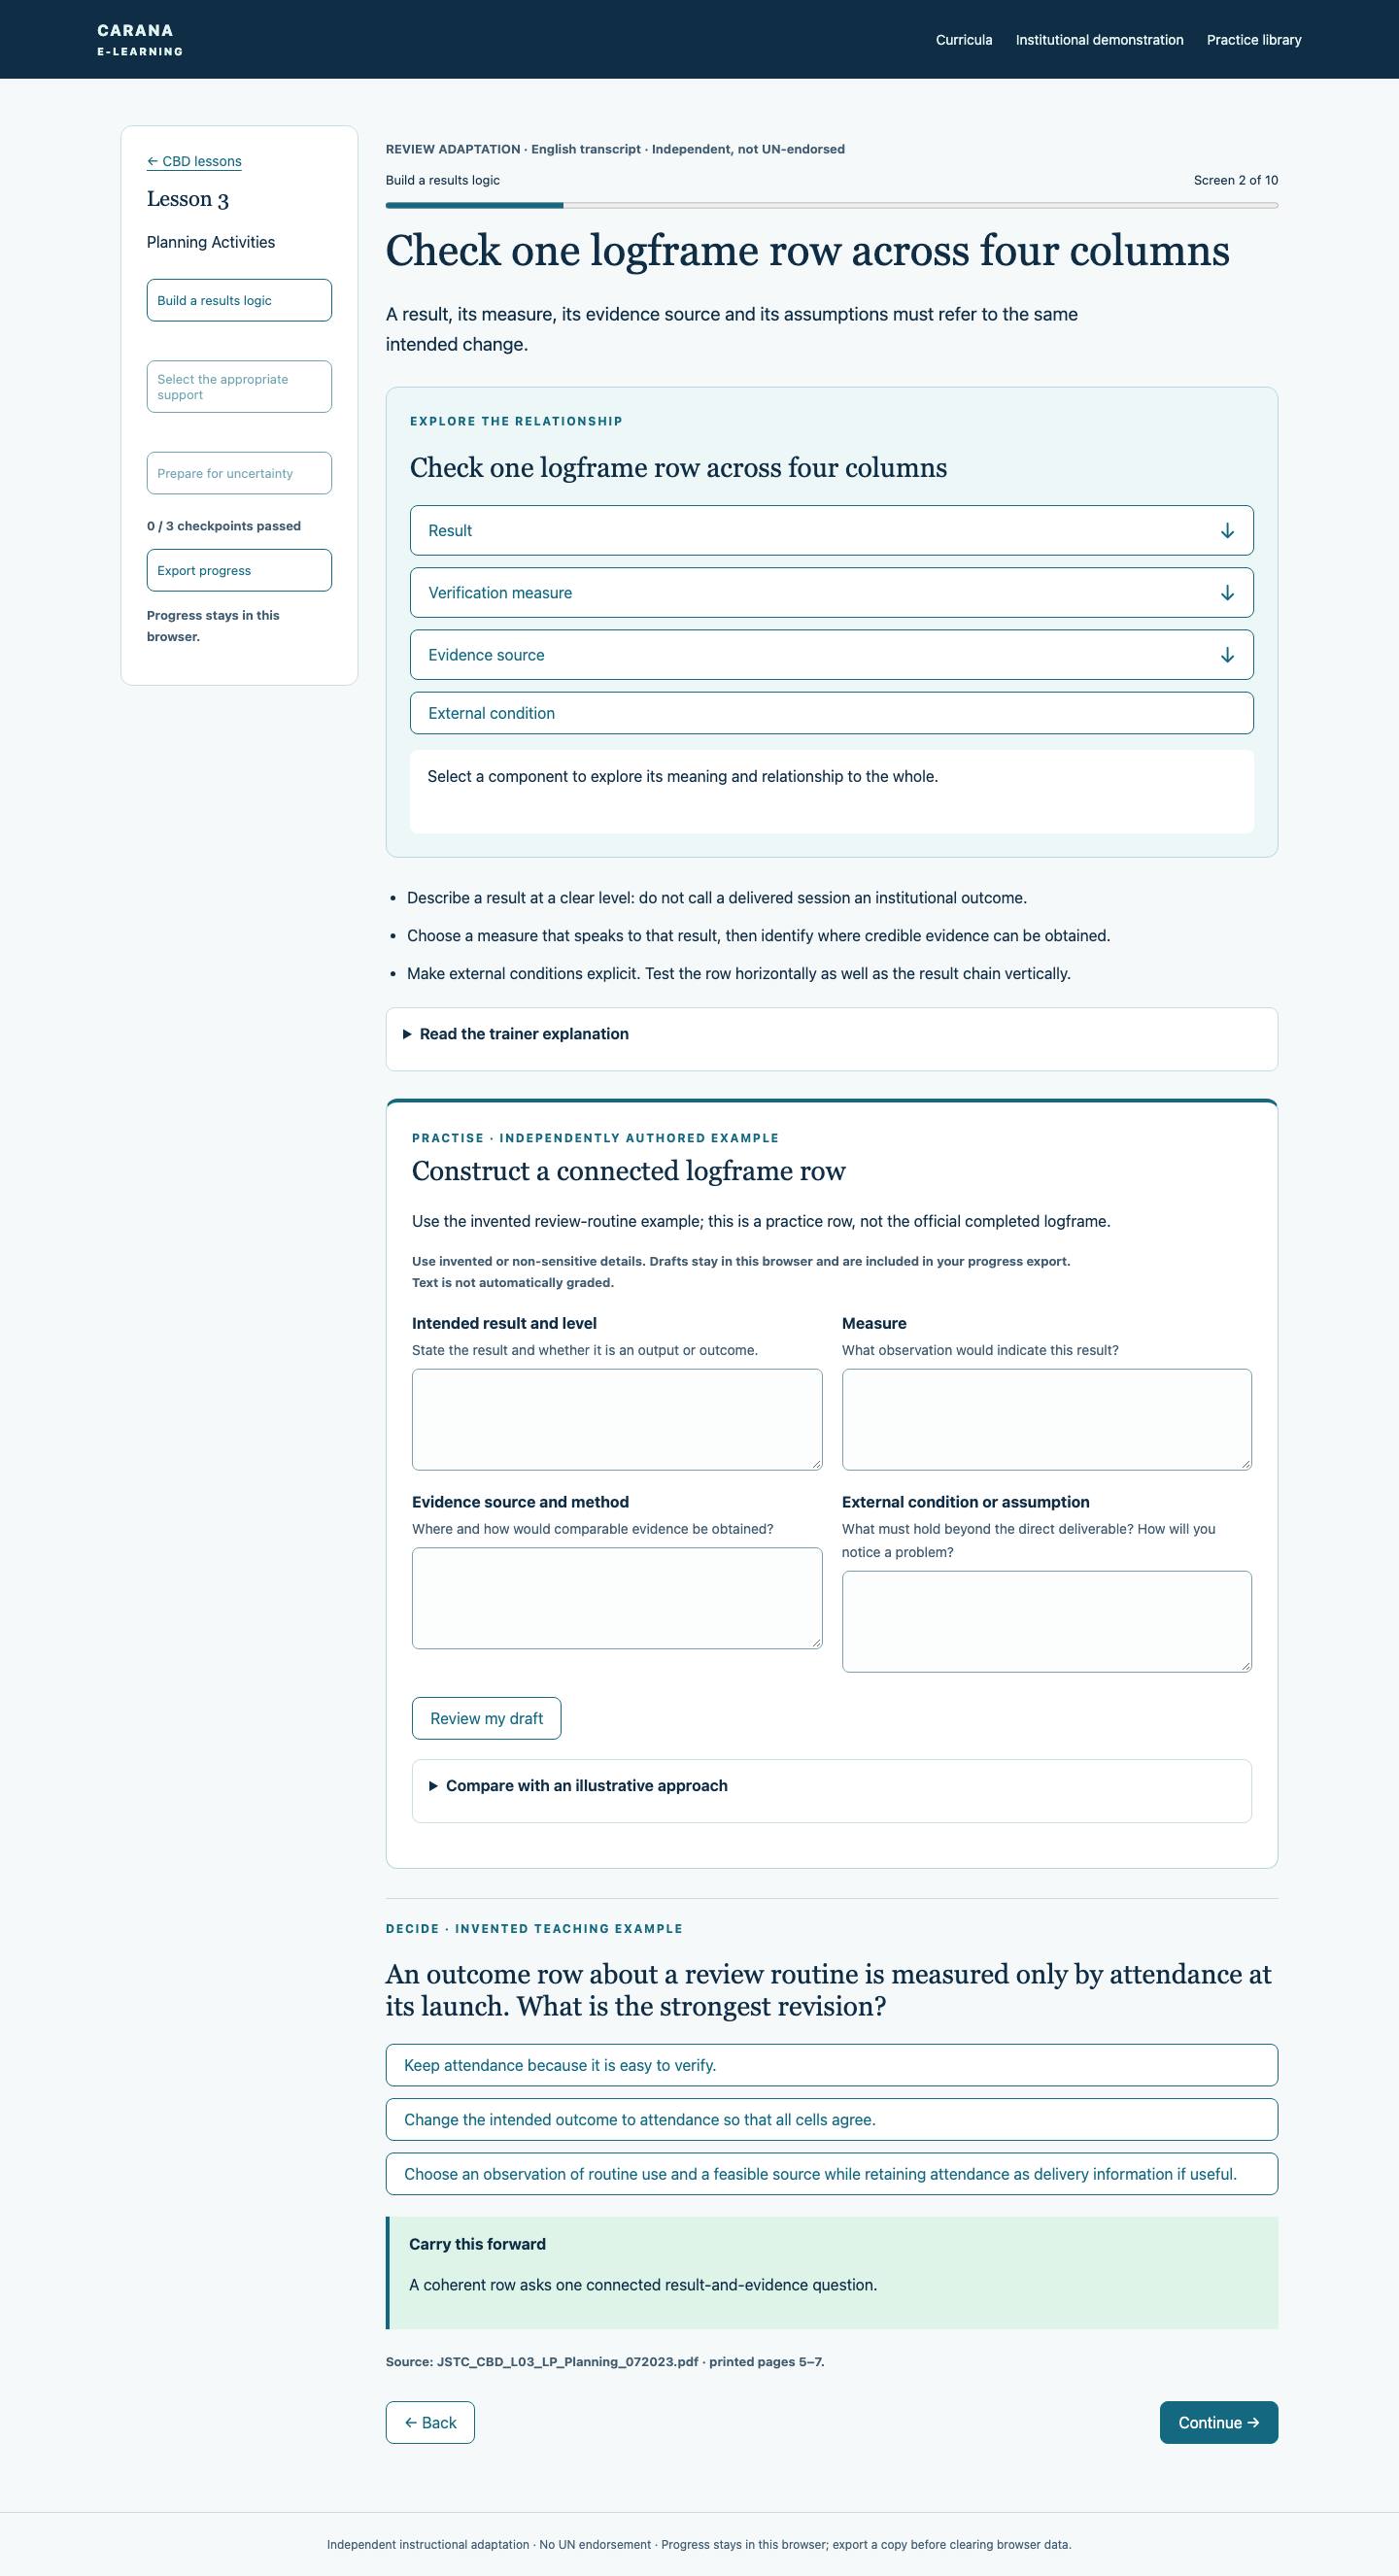 CARANA
E-LEARNING
Curricula
Institutional demonstration
Practice library
← CBD lessons
Lesson 3
Planning Activities
Build a results logic
Select the appropriate
support
Prepare for uncertainty
0 / 3 checkpoints passed
Export progress
Progress stays in this
browser.
REVIEW ADAPTATION · English transcript · Independent, not UN-endorsed
Build a results logic
Screen 2 of 10
Check one logframe row across four columns
A result, its measure, its evidence source and its assumptions must refer to the same
intended change.
EXPLORE THE RELATIONSHIP
Check one logframe row across four columns
Result ↓
Verification measure ↓
Evidence source ↓
External condition
Select a component to explore its meaning and relationship to the whole.
• Describe a result at a clear level: do not call a delivered session an institutional outcome.
• Choose a measure that speaks to that result, then identify where credible evidence can be obtained.
• Make external conditions explicit. Test the row horizontally as well as the result chain vertically.
▶ Read the trainer explanation
PRACTISE · INDEPENDENTLY AUTHORED EXAMPLE
Construct a connected logframe row
Use the invented review-routine example; this is a practice row, not the official completed logframe.
Use invented or non-sensitive details. Drafts stay in this browser and are included in your progress export.
Text is not automatically graded.
Intended result and level
State the result and whether it is an output or outcome.
Measure
What observation would indicate this result?
Evidence source and method
Where and how would comparable evidence be obtained?
External condition or assumption
What must hold beyond the direct deliverable? How will you
notice a problem?
Review my draft
▶ Compare with an illustrative approach
DECIDE · INVENTED TEACHING EXAMPLE
An outcome row about a review routine is measured only by attendance at
its launch. What is the strongest revision?
Keep attendance because it is easy to verify.
Change the intended outcome to attendance so that all cells agree.
Choose an observation of routine use and a feasible source while retaining attendance as delivery information if useful.
Carry this forward
A coherent row asks one connected result-and-evidence question.
Source: JSTC_CBD_L03_LP_Planning_072023.pdf · printed pages 5–7.
← Back
Continue →
Independent instructional adaptation · No UN endorsement · Progress stays in this browser; export a copy before clearing browser data.